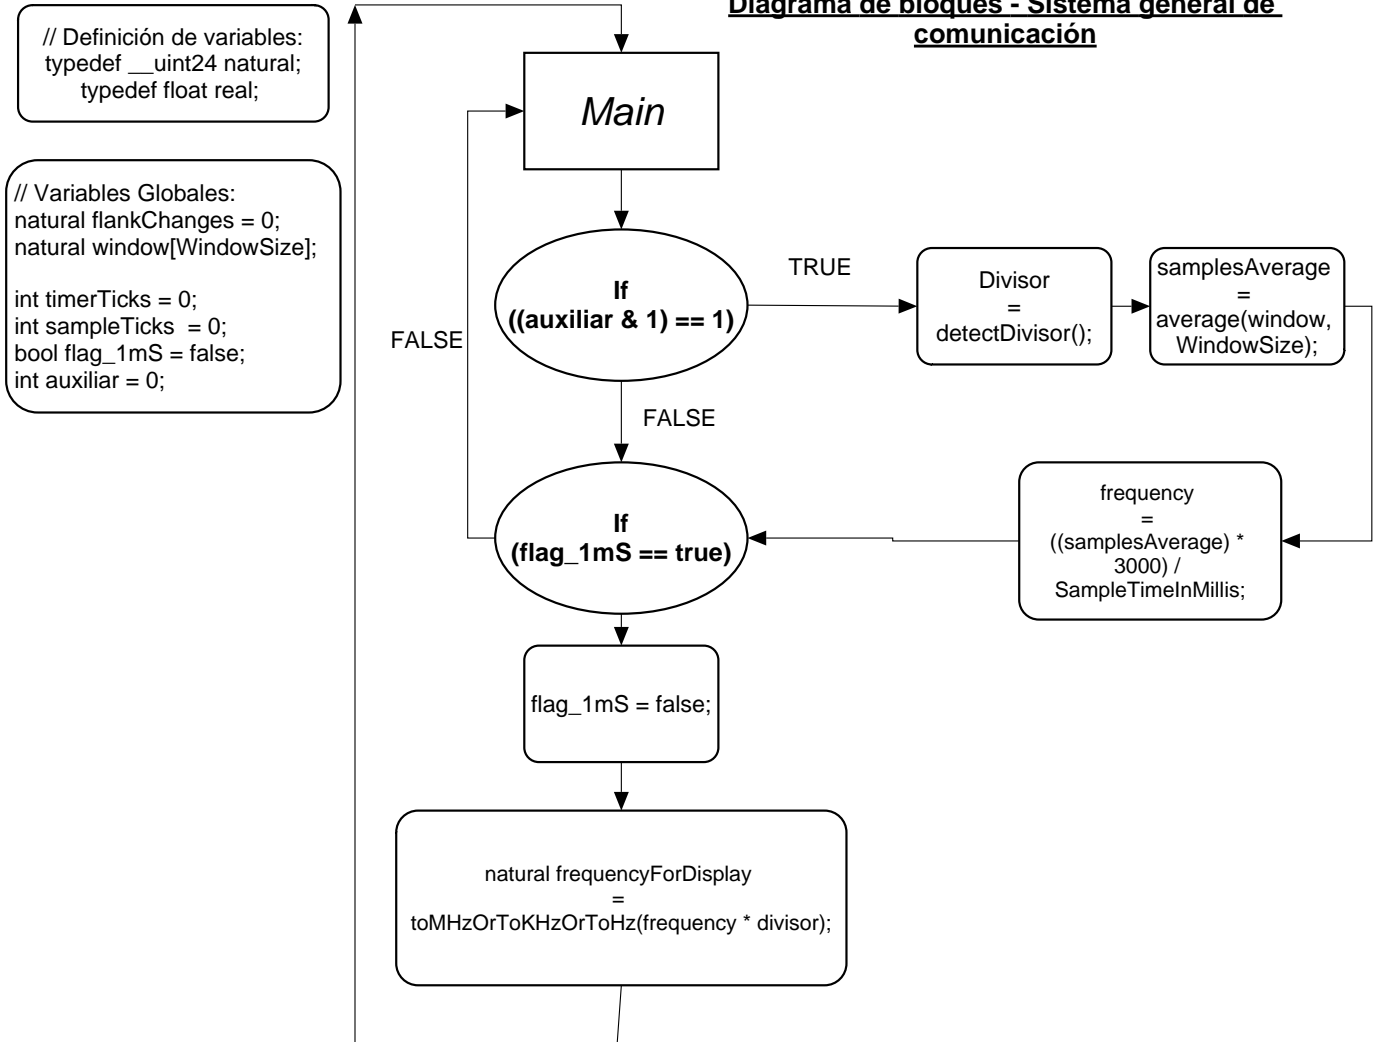 Diagrama de bloques - Sistema general de
comunicación
// Definición de variables:
typedef __uint24 natural;
typedef float real;
// Variables Globales:
natural flankChanges = 0;
natural window[WindowSize];
int timerTicks = 0;
int sampleTicks  = 0;
bool flag_1mS = false;
int auxiliar = 0;
Main
If
((auxiliar & 1) == 1)
TRUE
Divisor
=
detectDivisor();
samplesAverage
=
average(window,
WindowSize);
FALSE
FALSE
If
(flag_1mS == true)
frequency
=
((samplesAverage) *
3000) /
SampleTimeInMillis;
flag_1mS = false;
natural frequencyForDisplay
=
toMHzOrToKHzOrToHz(frequency * divisor);